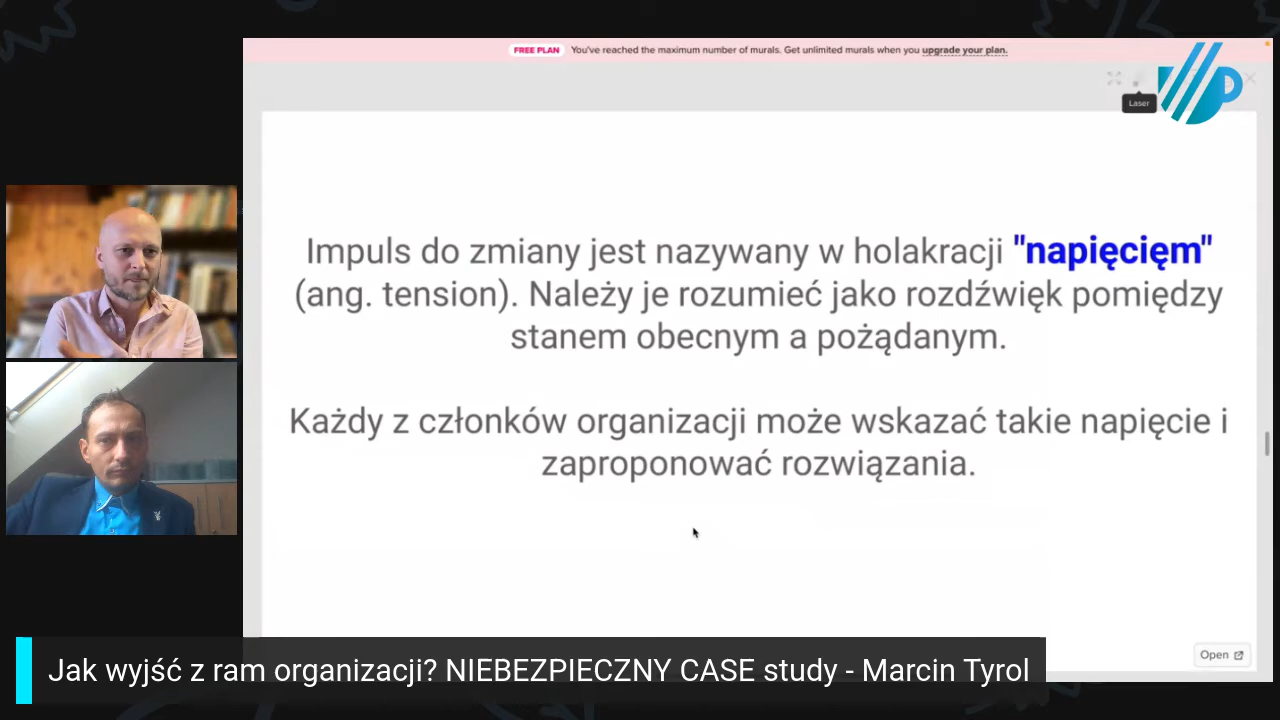 FREE PLAN You've reached the maximum number of murals. Get unlimited murals when you upgrade your plan.
Laser
Impuls do zmiany jest nazywany w holakracji "napięcięm"
(ang. tension). Należy je rozumieć jako rozdźwięk pomiędzy
stanem obecnym a pożądanym.
Każdy z członków organizacji może wskazać takie napięcie i
zaproponować rozwiązania.
Open
Jak wyjść z ram organizacji? NIEBEZPIECZNY CASE study - Marcin Tyrol